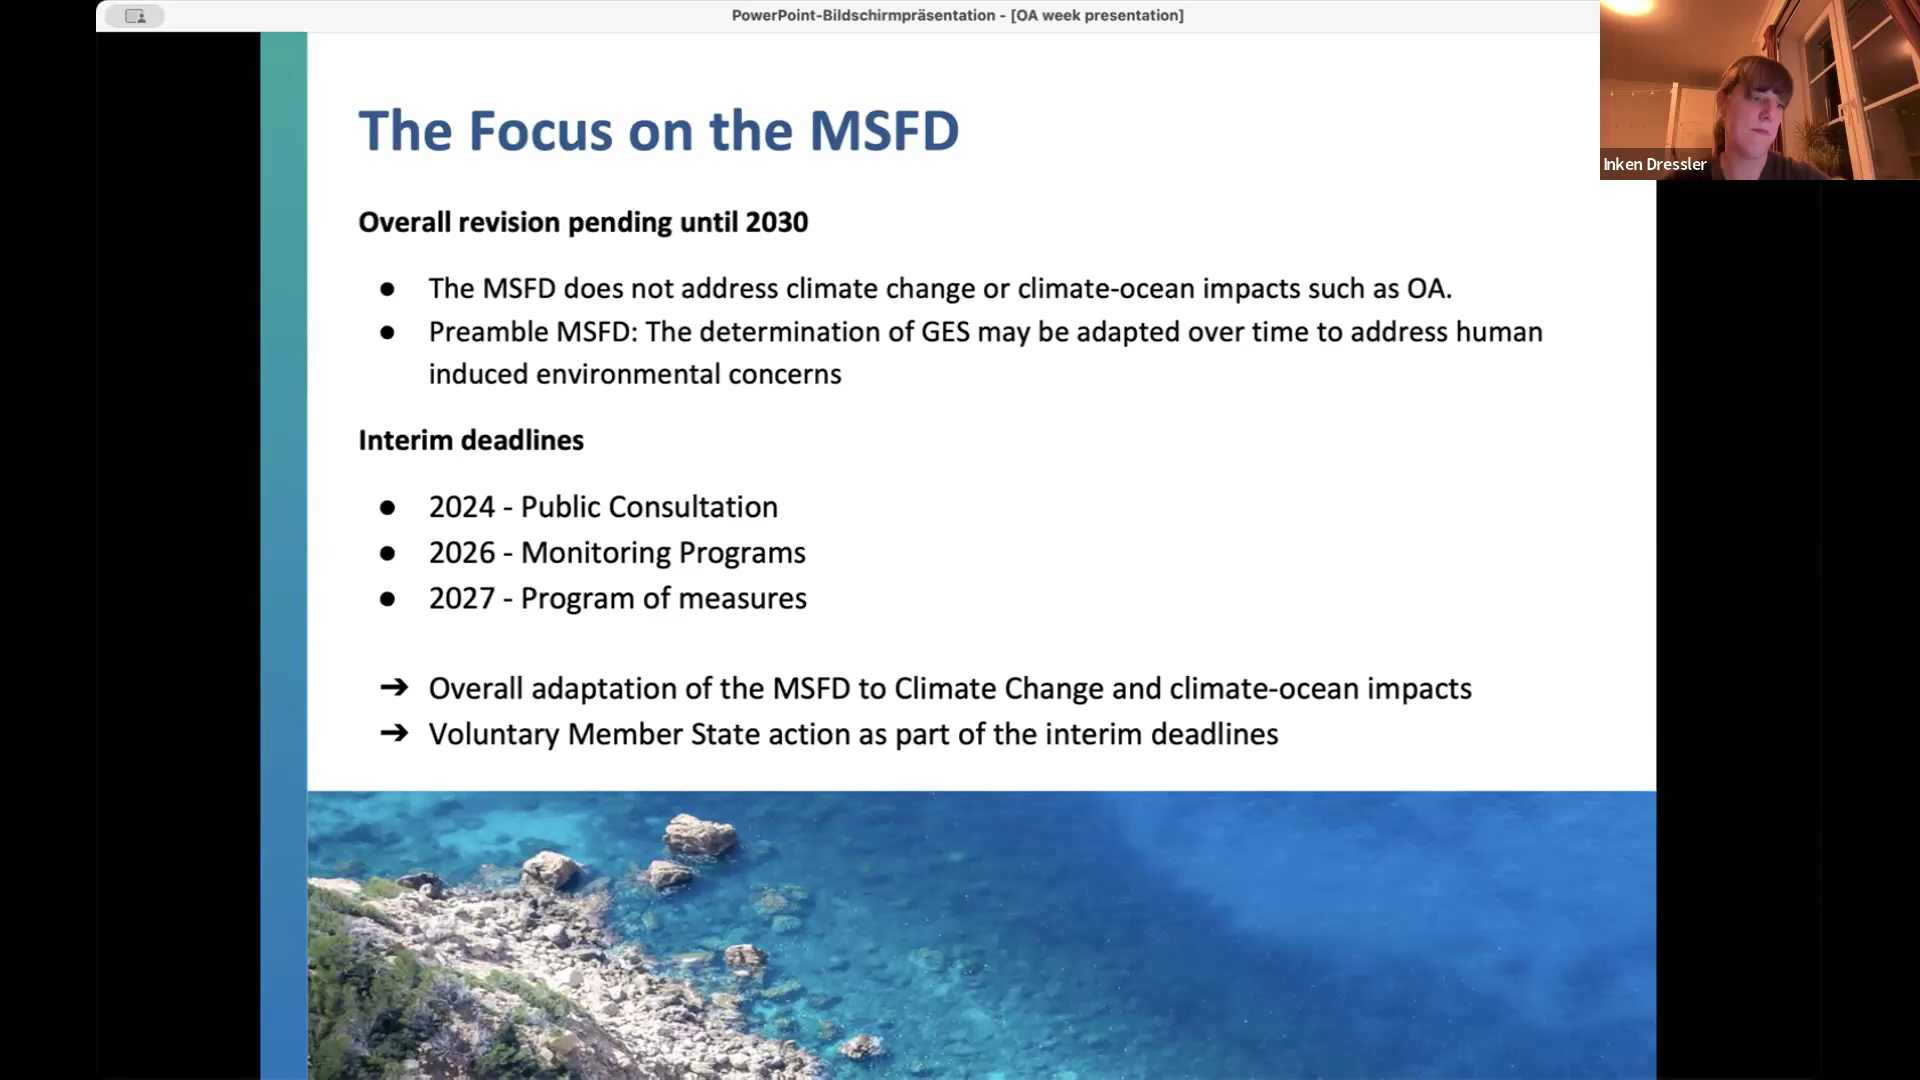 PowerPoint-Bildschirmpräsentation - [OA week presentation]
Inken Dressler
The Focus on the MSFD
Overall revision pending until 2030
● The MSFD does not address climate change or climate-ocean impacts such as OA.
● Preamble MSFD: The determination of GES may be adapted over time to address human
induced environmental concerns
Interim deadlines
● 2024 - Public Consultation
● 2026 - Monitoring Programs
● 2027 - Program of measures
➔ Overall adaptation of the MSFD to Climate Change and climate-ocean impacts
➔ Voluntary Member State action as part of the interim deadlines